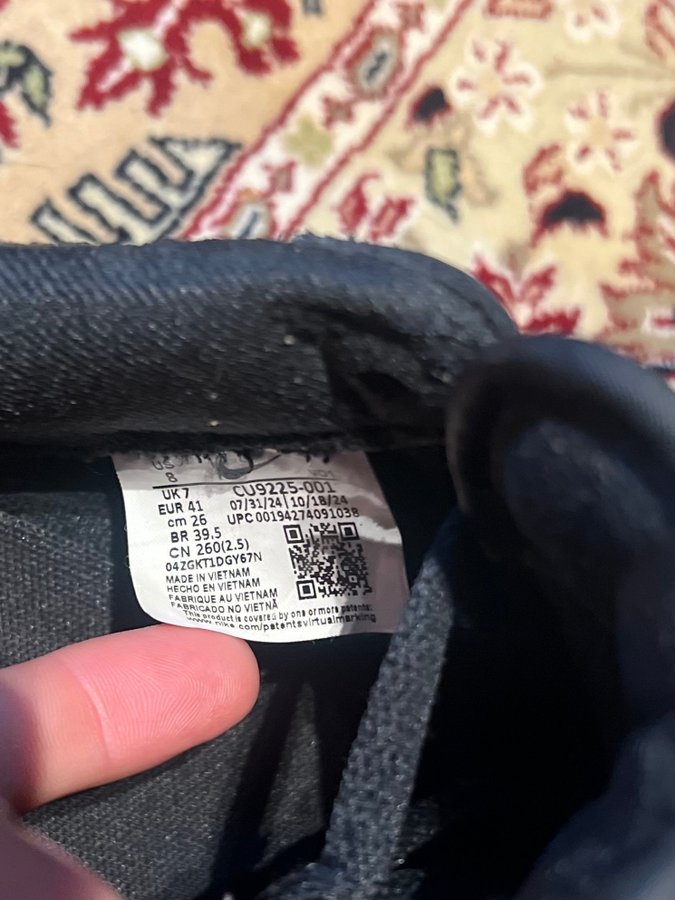 US
8
UK 7 CU9225-001
EUR 41 07/31/24 | 10/18/24
cm 26 UPC 00194274091038
BR 39.5
CN 260(2.5)
04ZGKT1DGY67N
MADE IN VIETNAM
HECHO EN VIETNAM
FABRIQUE AU VIETNAM
FABRICADO NO VIETNÃ
This product is covered by one or more patents:
www.nike.com/patentsvirtualmarking